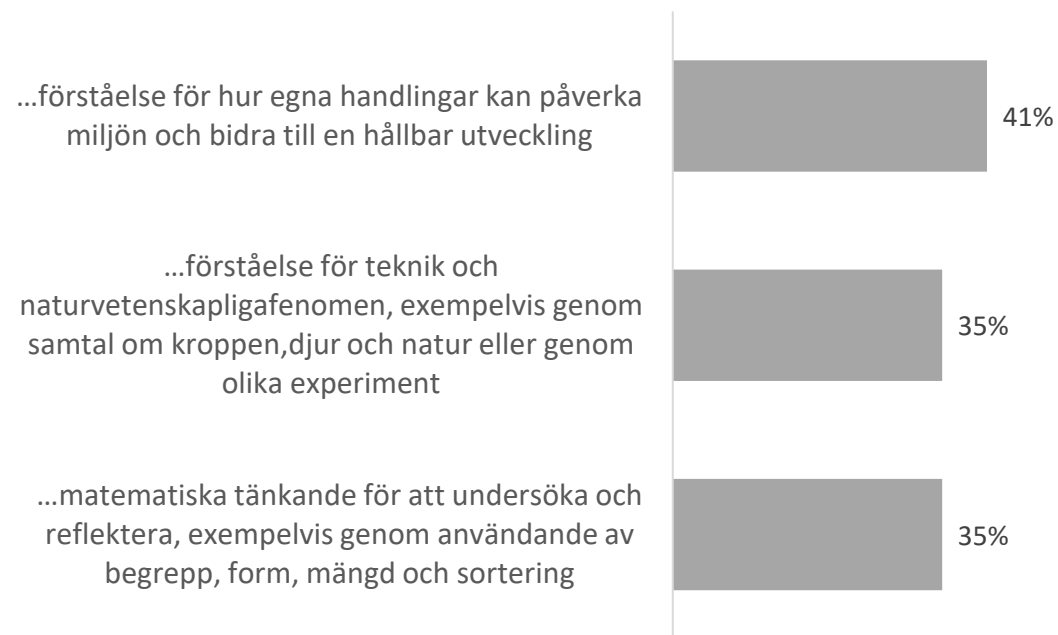 …förståelse för hur egna handlingar kan påverka
miljön och bidra till en hållbar utveckling
41%
…förståelse för teknik och
naturvetenskapligafenomen, exempelvis genom
samtal om kroppen,djur och natur eller genom
olika experiment
35%
…matematiska tänkande för att undersöka och
reflektera, exempelvis genom användande av
begrepp, form, mängd och sortering
35%